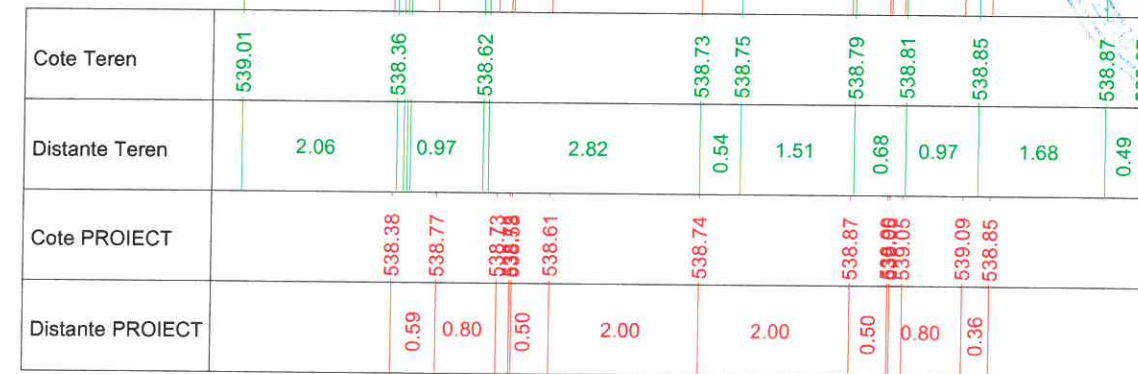 Cote Teren 539.01 538.36 538.62 538.73 538.75 538.79 538.81 538.85 538.87
Distante Teren 2.06 0.97 2.82 0.54 1.51 0.68 0.97 1.68 0.49
Cote PROIECT 538.38 538.77 538.73 538.58 538.61 538.74 538.87 539.05 539.09 538.85
Distante PROIECT 0.59 0.80 0.50 2.00 2.00 0.50 0.80 0.36